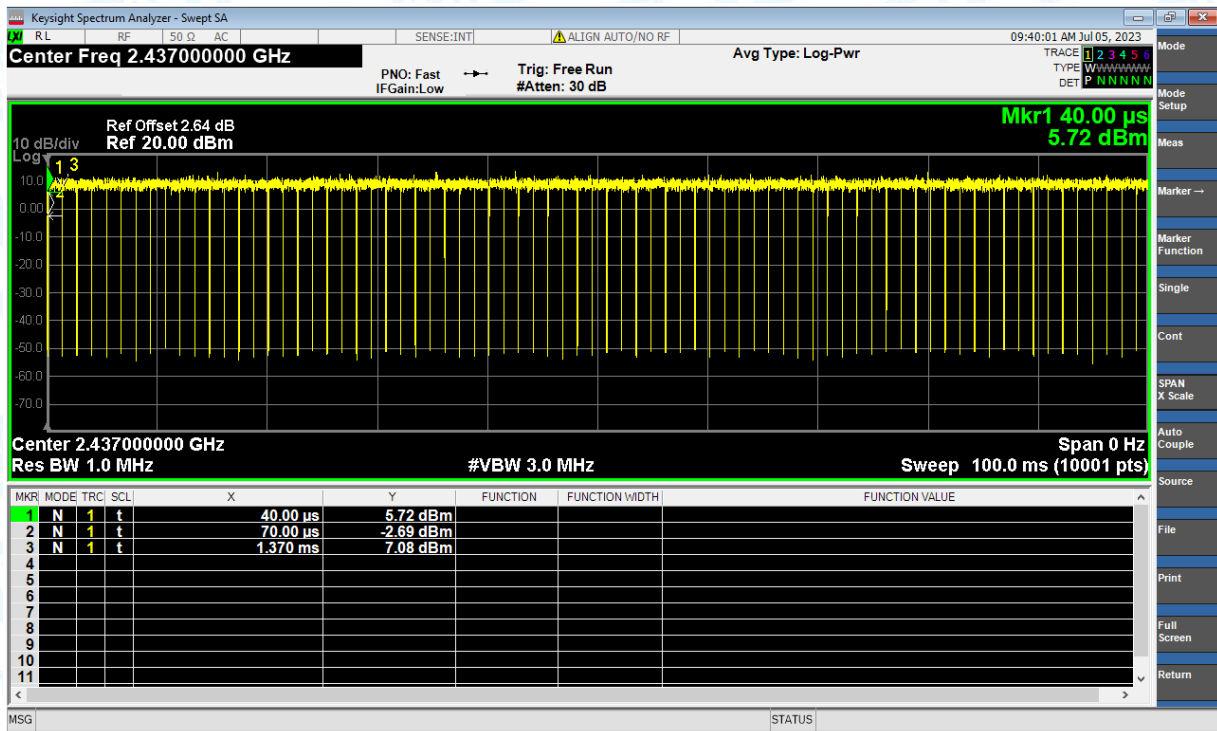 Keysight Spectrum Analyzer - Swept SA
LXI RL RF 50 Ω AC SENSE:INT ALIGN AUTO/NO RF 09:40:01 AM Jul 05, 2023
Center Freq 2.437000000 GHz
PNO: Fast
IFGain:Low
Trig: Free Run
#Atten: 30 dB
Avg Type: Log-Pwr
TRACE 1 2 3 4 5 6
TYPE WWWWWW
DET P N N N N N
Mkr1 40.00 µs
5.72 dBm
Ref Offset 2.64 dB
10 dB/div Ref 20.00 dBm
Log
1 3
2
10.0
0.00
-10.0
-20.0
-30.0
-40.0
-50.0
-60.0
-70.0
Center 2.437000000 GHz Span 0 Hz
Res BW 1.0 MHz #VBW 3.0 MHz Sweep 100.0 ms (10001 pts)
MKR MODE TRC SCL X Y FUNCTION FUNCTION WIDTH FUNCTION VALUE
1 N 1 t 40.00 µs 5.72 dBm
2 N 1 t 70.00 µs -2.69 dBm
3 N 1 t 1.370 ms 7.08 dBm
4
5
6
7
8
9
10
11
MSG STATUS
Mode
Mode
Setup
Meas
Marker →
Marker
Function
Single
Cont
SPAN
X Scale
Auto
Couple
Source
File
Print
Full
Screen
Return